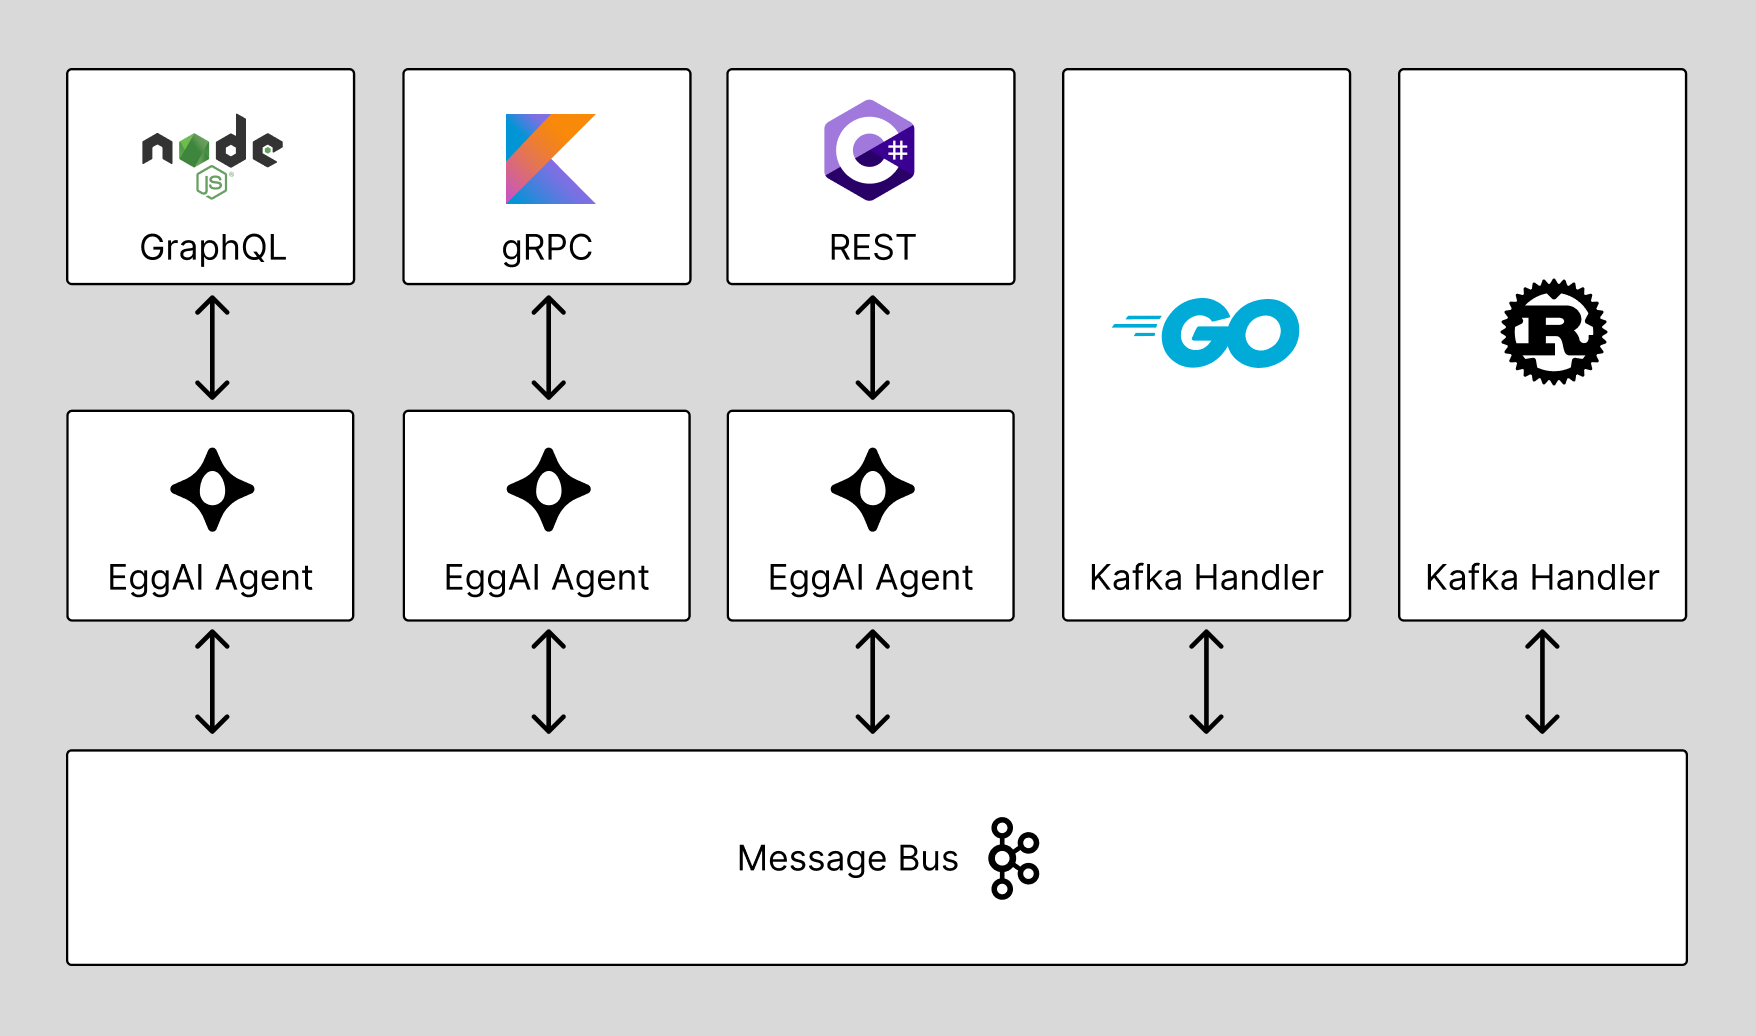 node
JS
GraphQL
gRPC
C#
REST
GO
R
EggAI Agent
EggAI Agent
EggAI Agent
Kafka Handler
Kafka Handler
Message Bus